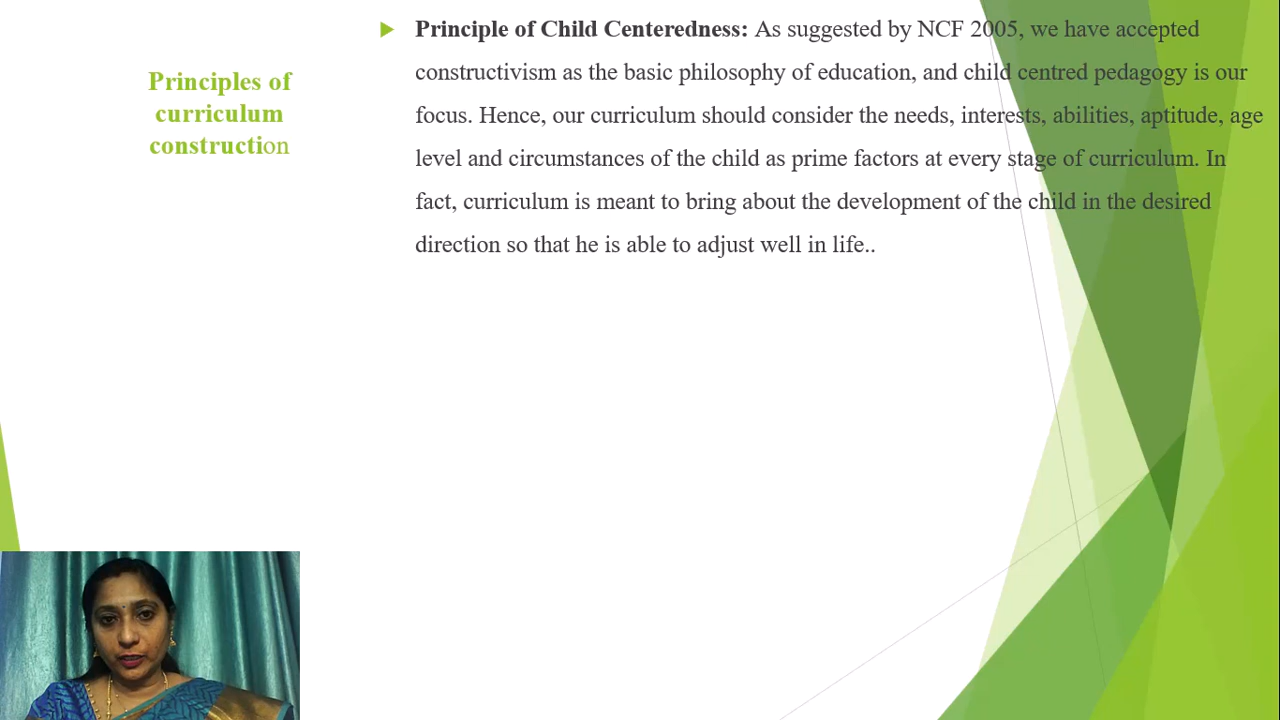 Principles of
curriculum
construction
Principle of Child Centeredness: As suggested by NCF 2005, we have accepted
constructivism as the basic philosophy of education, and child centred pedagogy is our
focus. Hence, our curriculum should consider the needs, interests, abilities, aptitude, age
level and circumstances of the child as prime factors at every stage of curriculum. In
fact, curriculum is meant to bring about the development of the child in the desired
direction so that he is able to adjust well in life..